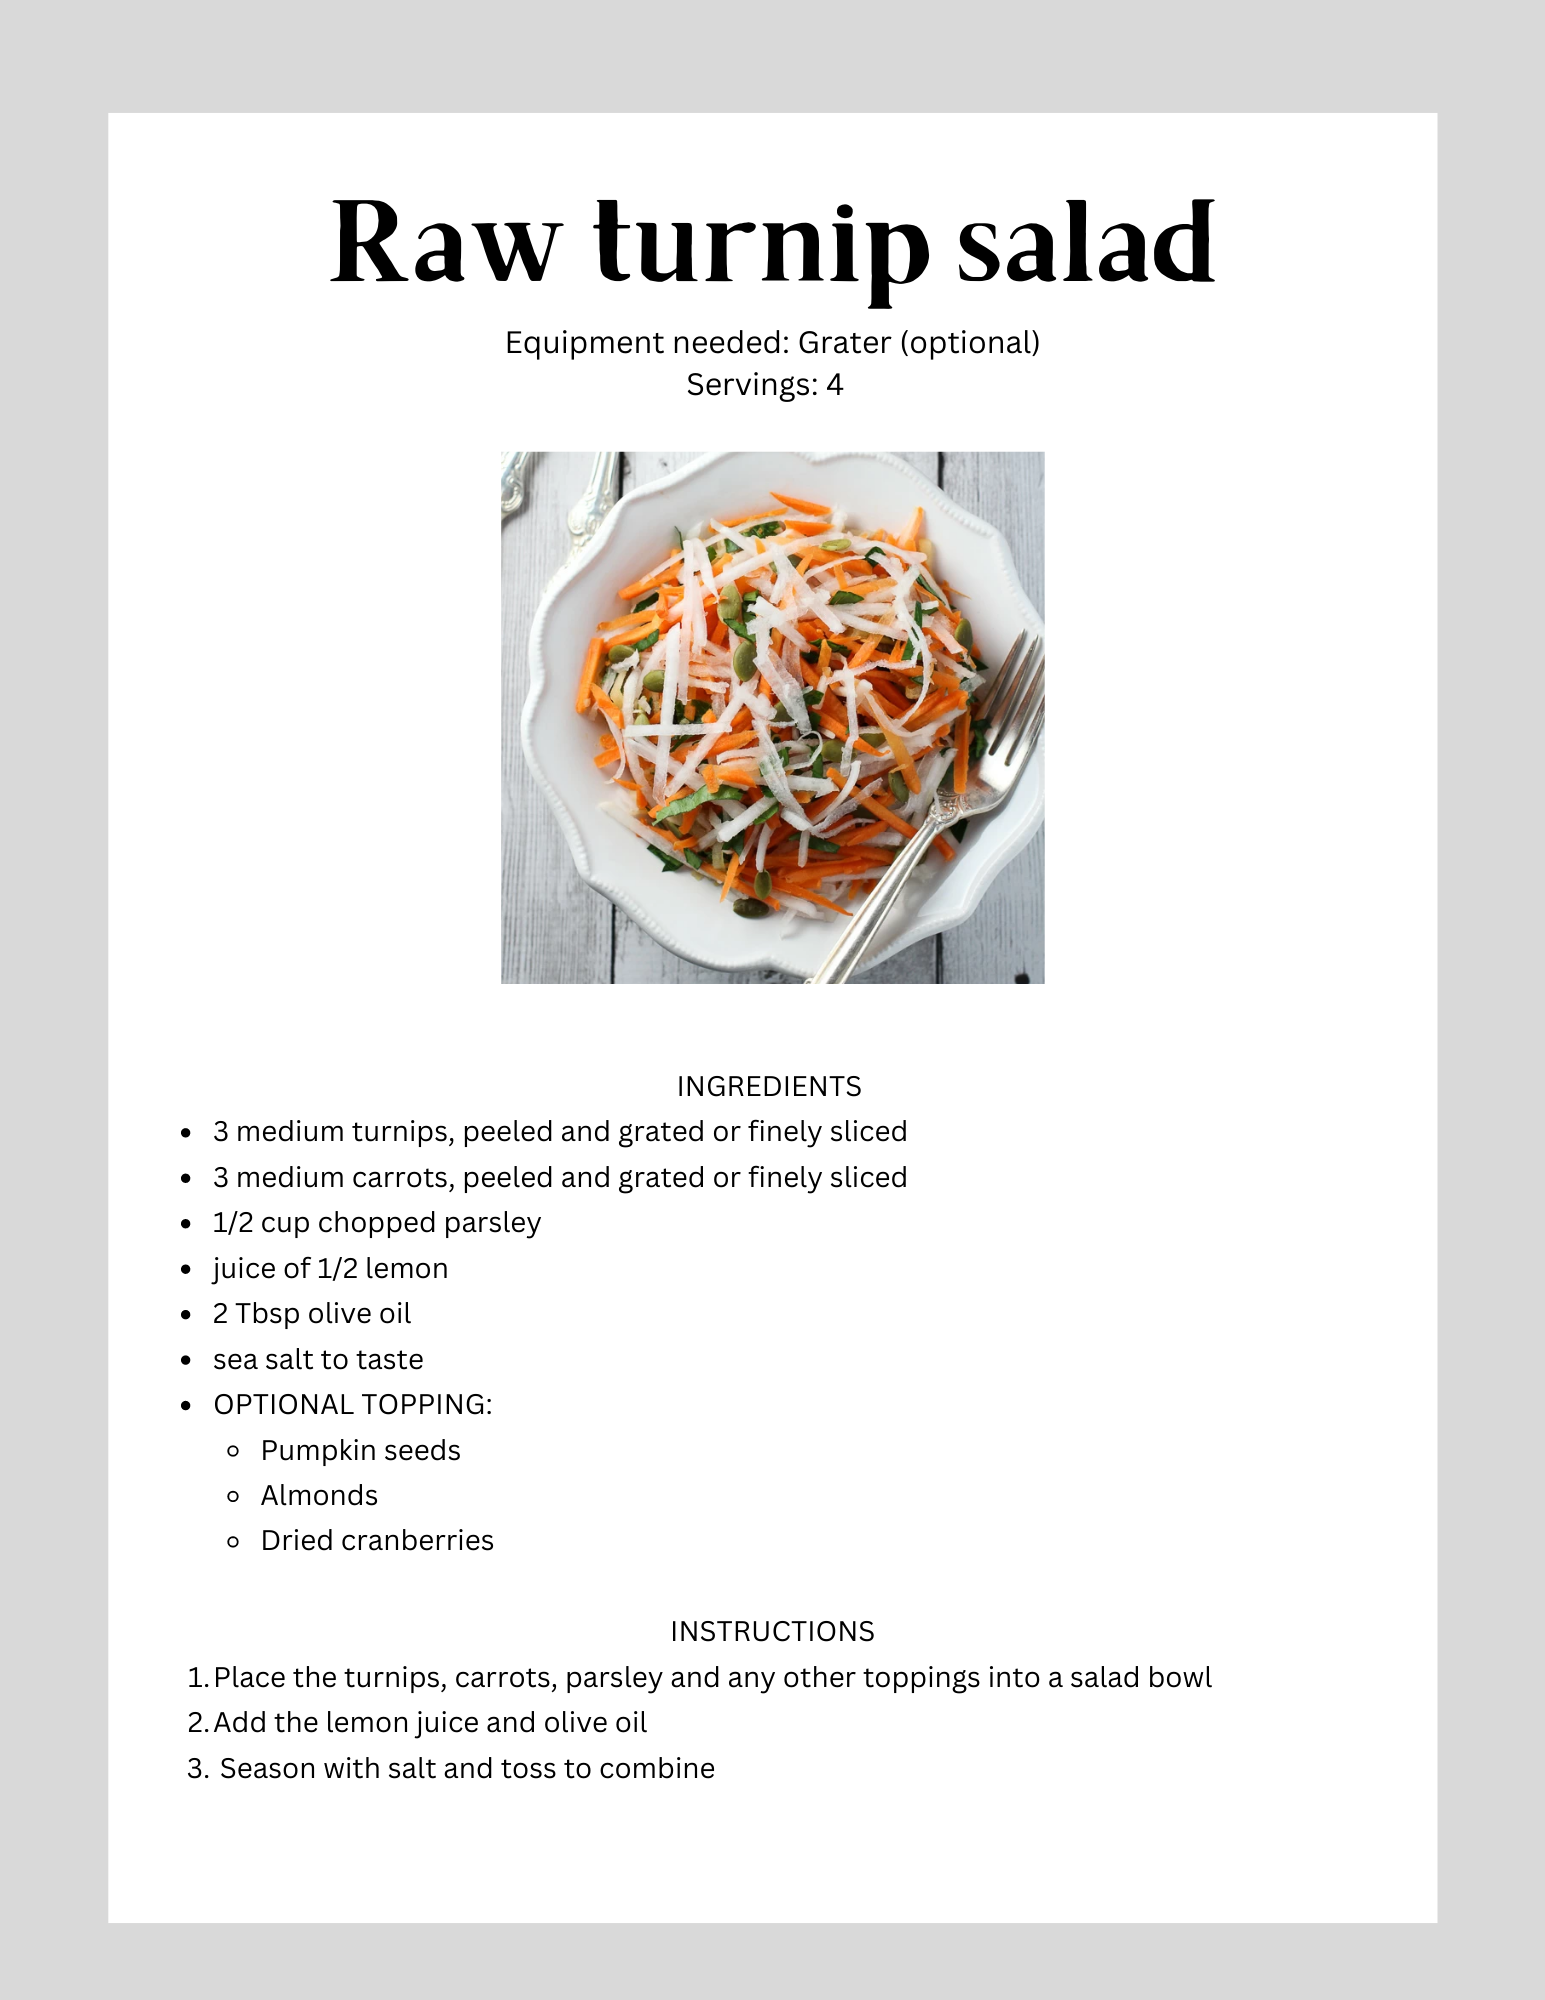 Raw turnip salad
Equipment needed: Grater (optional)
Servings: 4
INGREDIENTS
• 3 medium turnips, peeled and grated or finely sliced
• 3 medium carrots, peeled and grated or finely sliced
• 1/2 cup chopped parsley
• juice of 1/2 lemon
• 2 Tbsp olive oil
• sea salt to taste
• OPTIONAL TOPPING:
◦ Pumpkin seeds
◦ Almonds
◦ Dried cranberries
INSTRUCTIONS
1. Place the turnips, carrots, parsley and any other toppings into a salad bowl
2. Add the lemon juice and olive oil
3. Season with salt and toss to combine